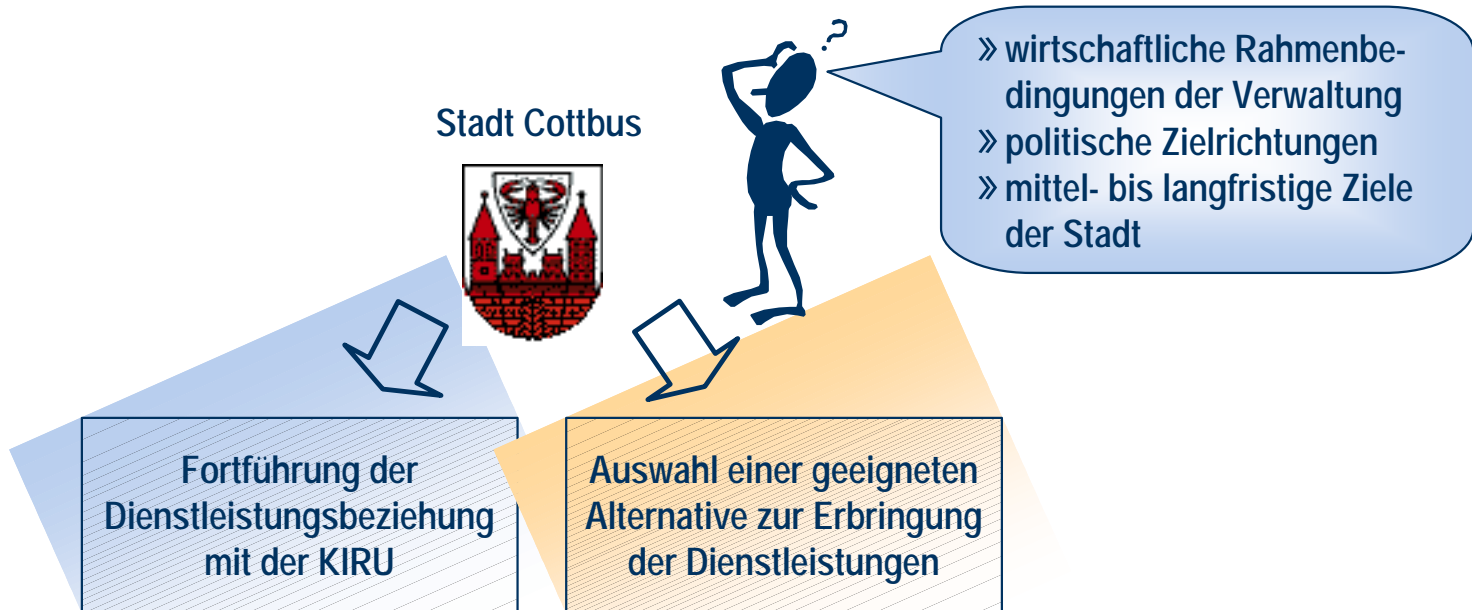 Stadt Cottbus
?
» wirtschaftliche Rahmenbe-
dingungen der Verwaltung
» politische Zielrichtungen
» mittel- bis langfristige Ziele
der Stadt
Fortführung der
Dienstleistungsbeziehung
mit der KIRU
Auswahl einer geeigneten
Alternative zur Erbringung
der Dienstleistungen